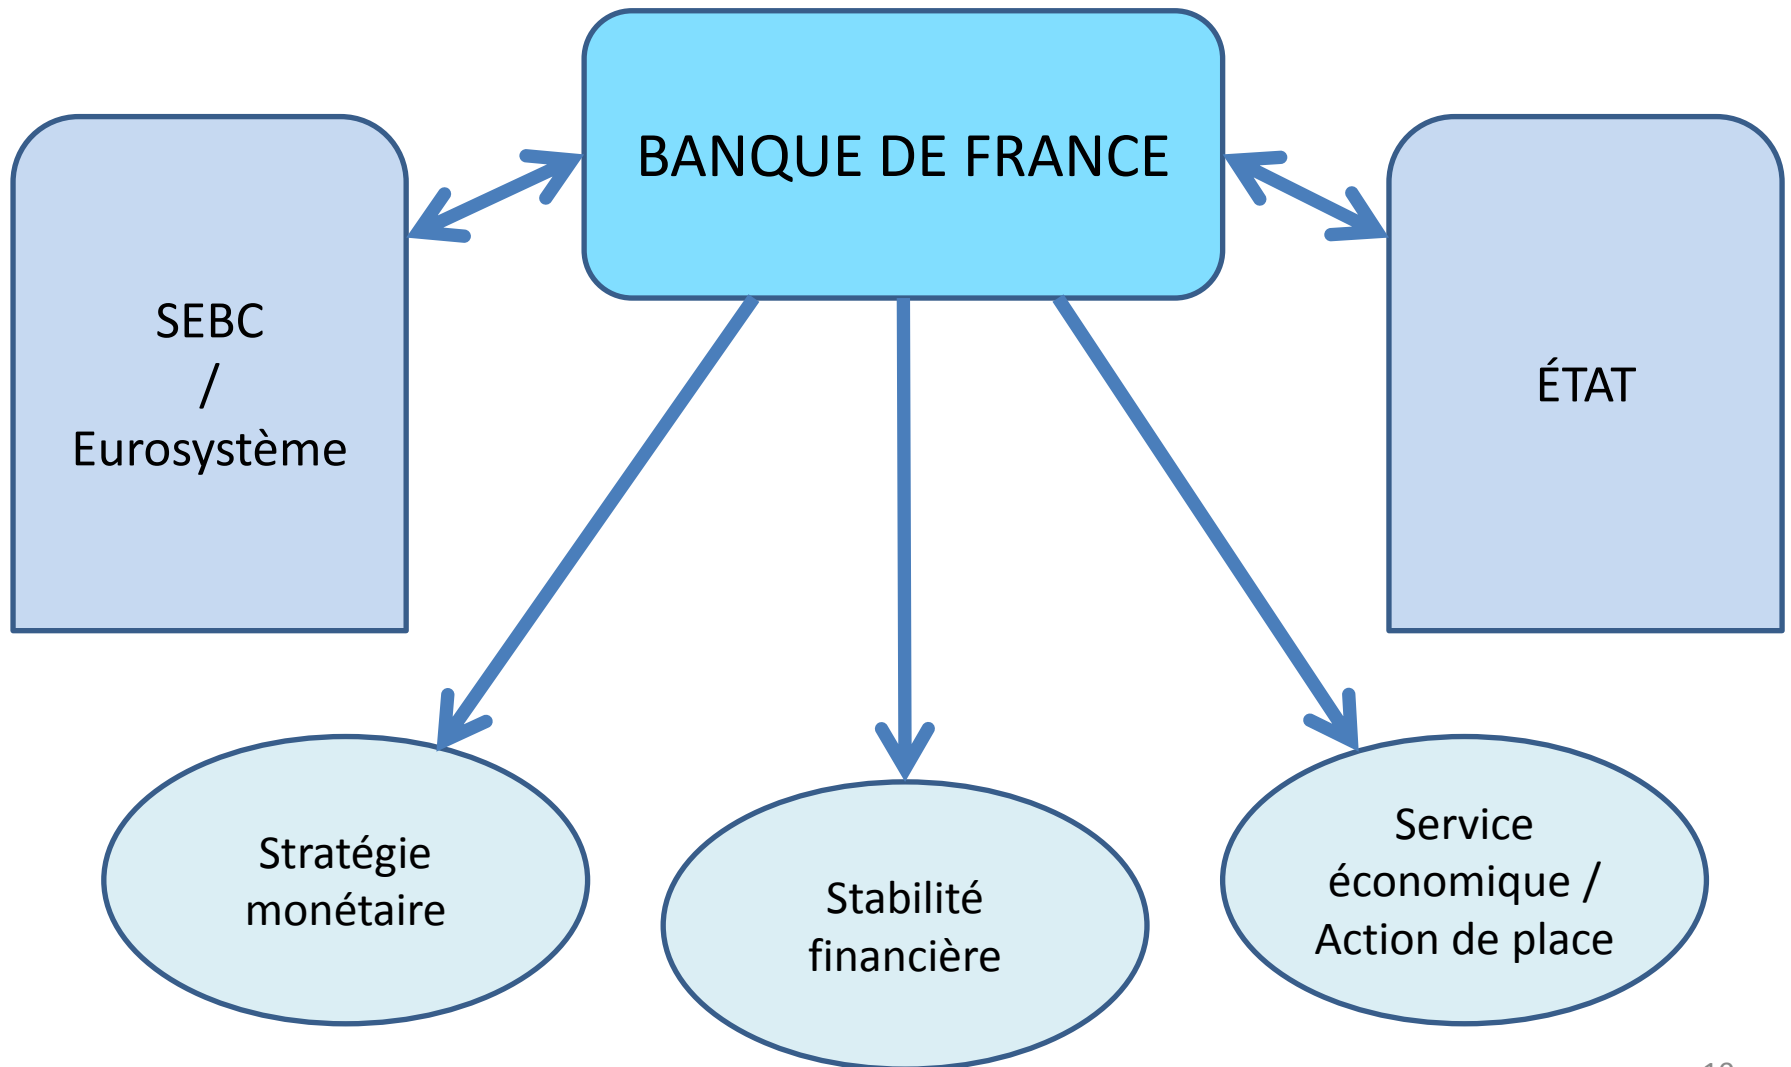 BANQUE DE FRANCE
SEBC
/
Eurosystème
ÉTAT
Stratégie
monétaire
Stabilité
financière
Service
économique /
Action de place